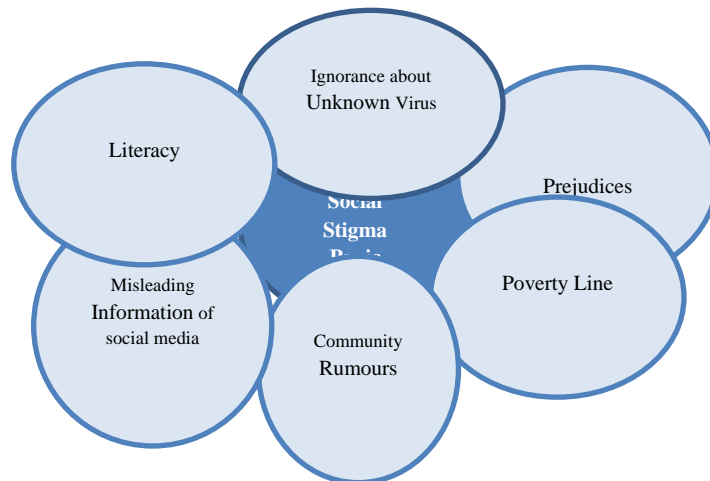 Ignorance about
Unknown Virus
Literacy
Prejudices
Social
Stigma
Misleading
Information of
social media
Poverty Line
Community
Rumours